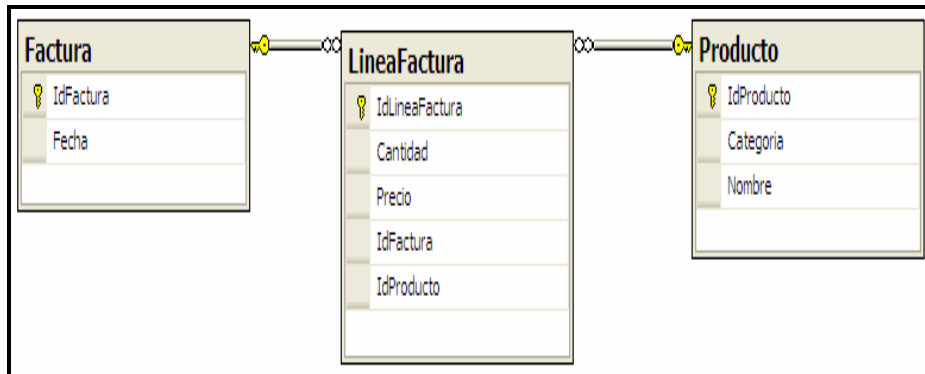 Factura
IdFactura
Fecha
LineaFactura
IdLineaFactura
Cantidad
Precio
IdFactura
IdProducto
Producto
IdProducto
Categoria
Nombre